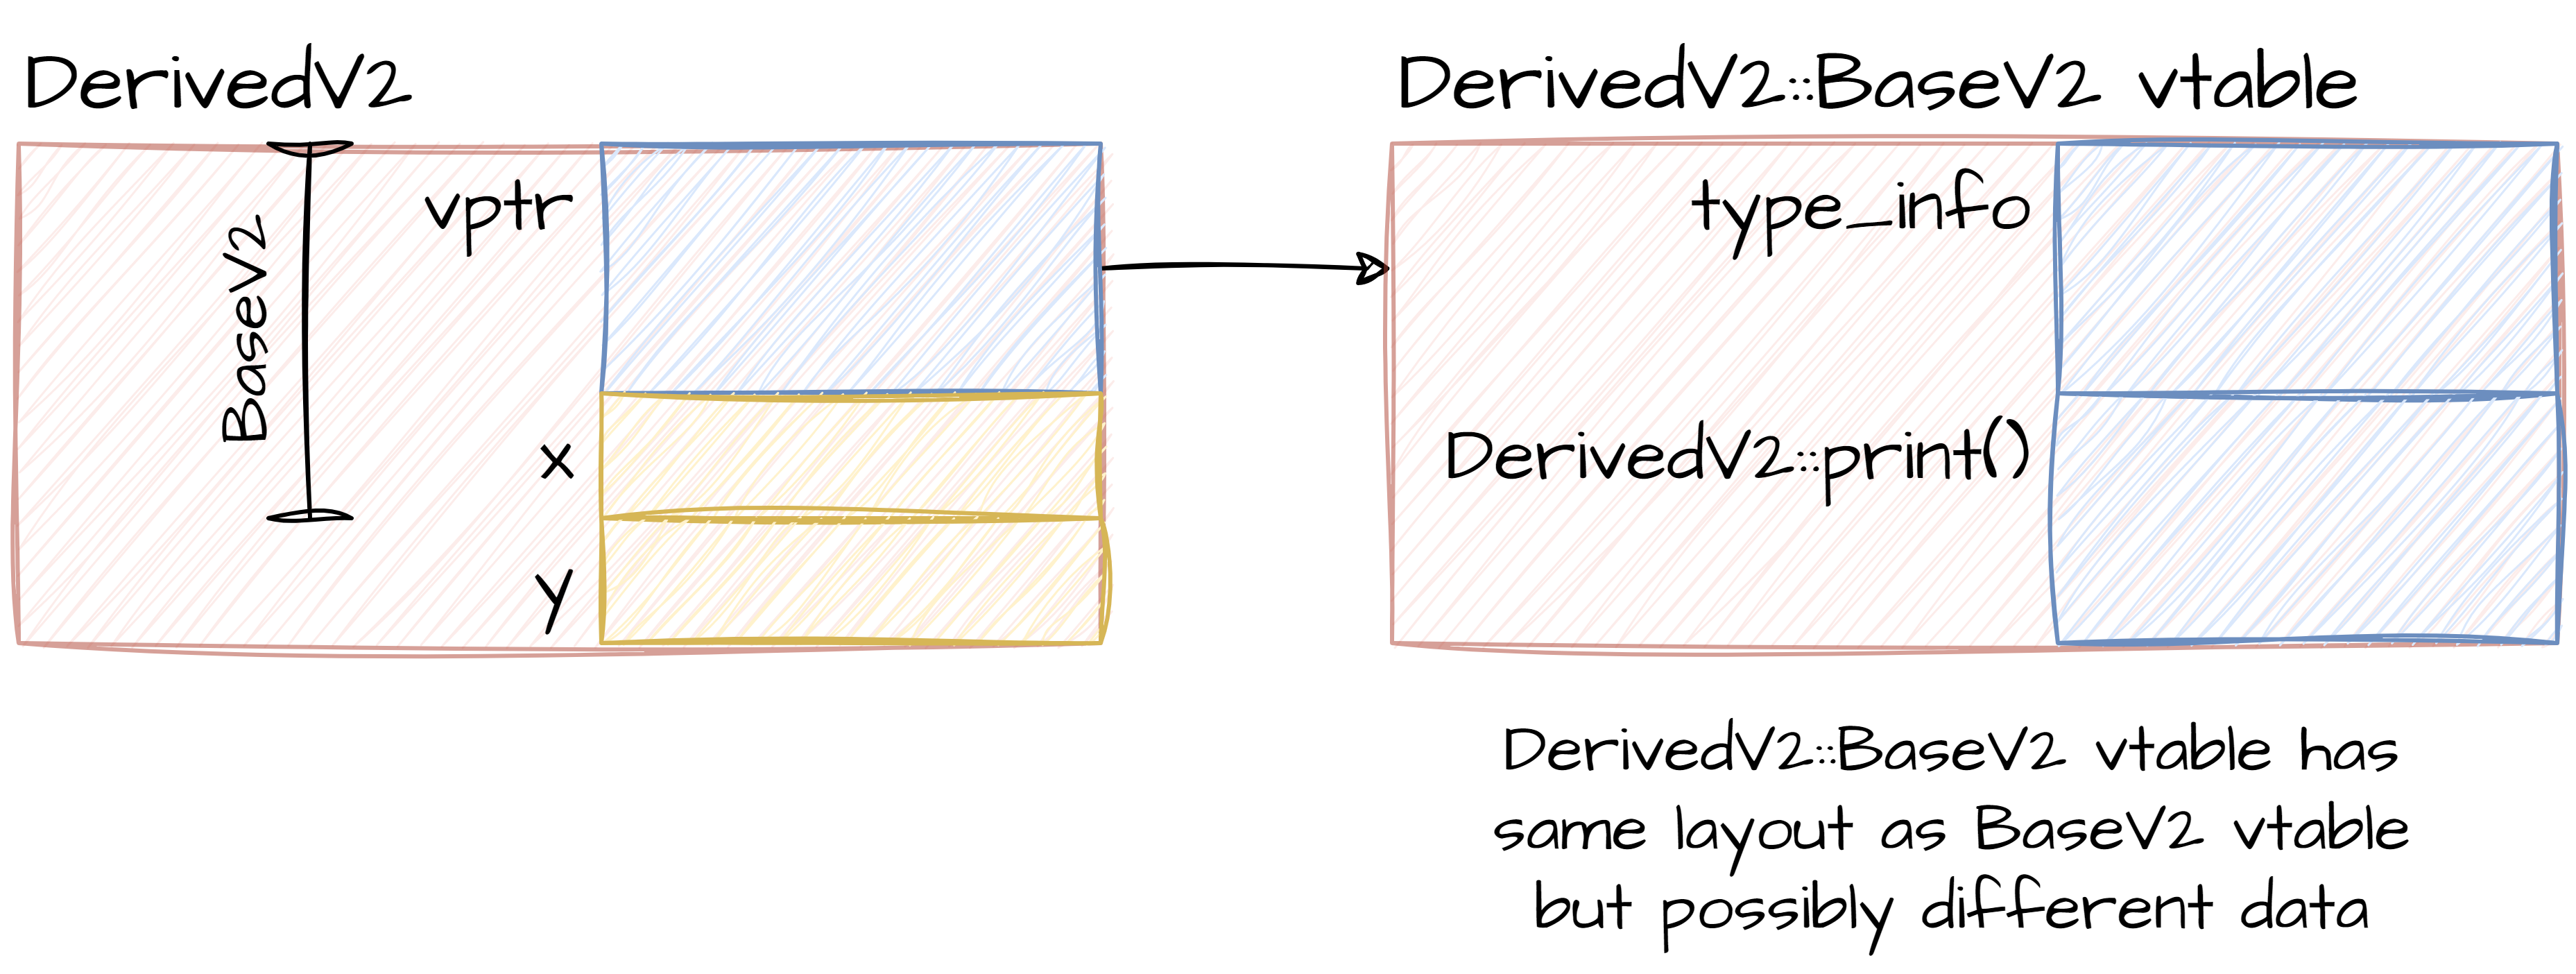 DerivedV2
BaseV2
vptr
x
y
DerivedV2::BaseV2 vtable
type_info
DerivedV2::print()
DerivedV2::BaseV2 vtable has
same layout as BaseV2 vtable
but possibly different data